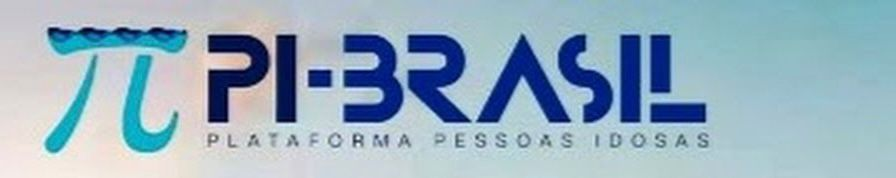 π PI-BRASIL
PLATAFORMA PESSOAS IDOSAS